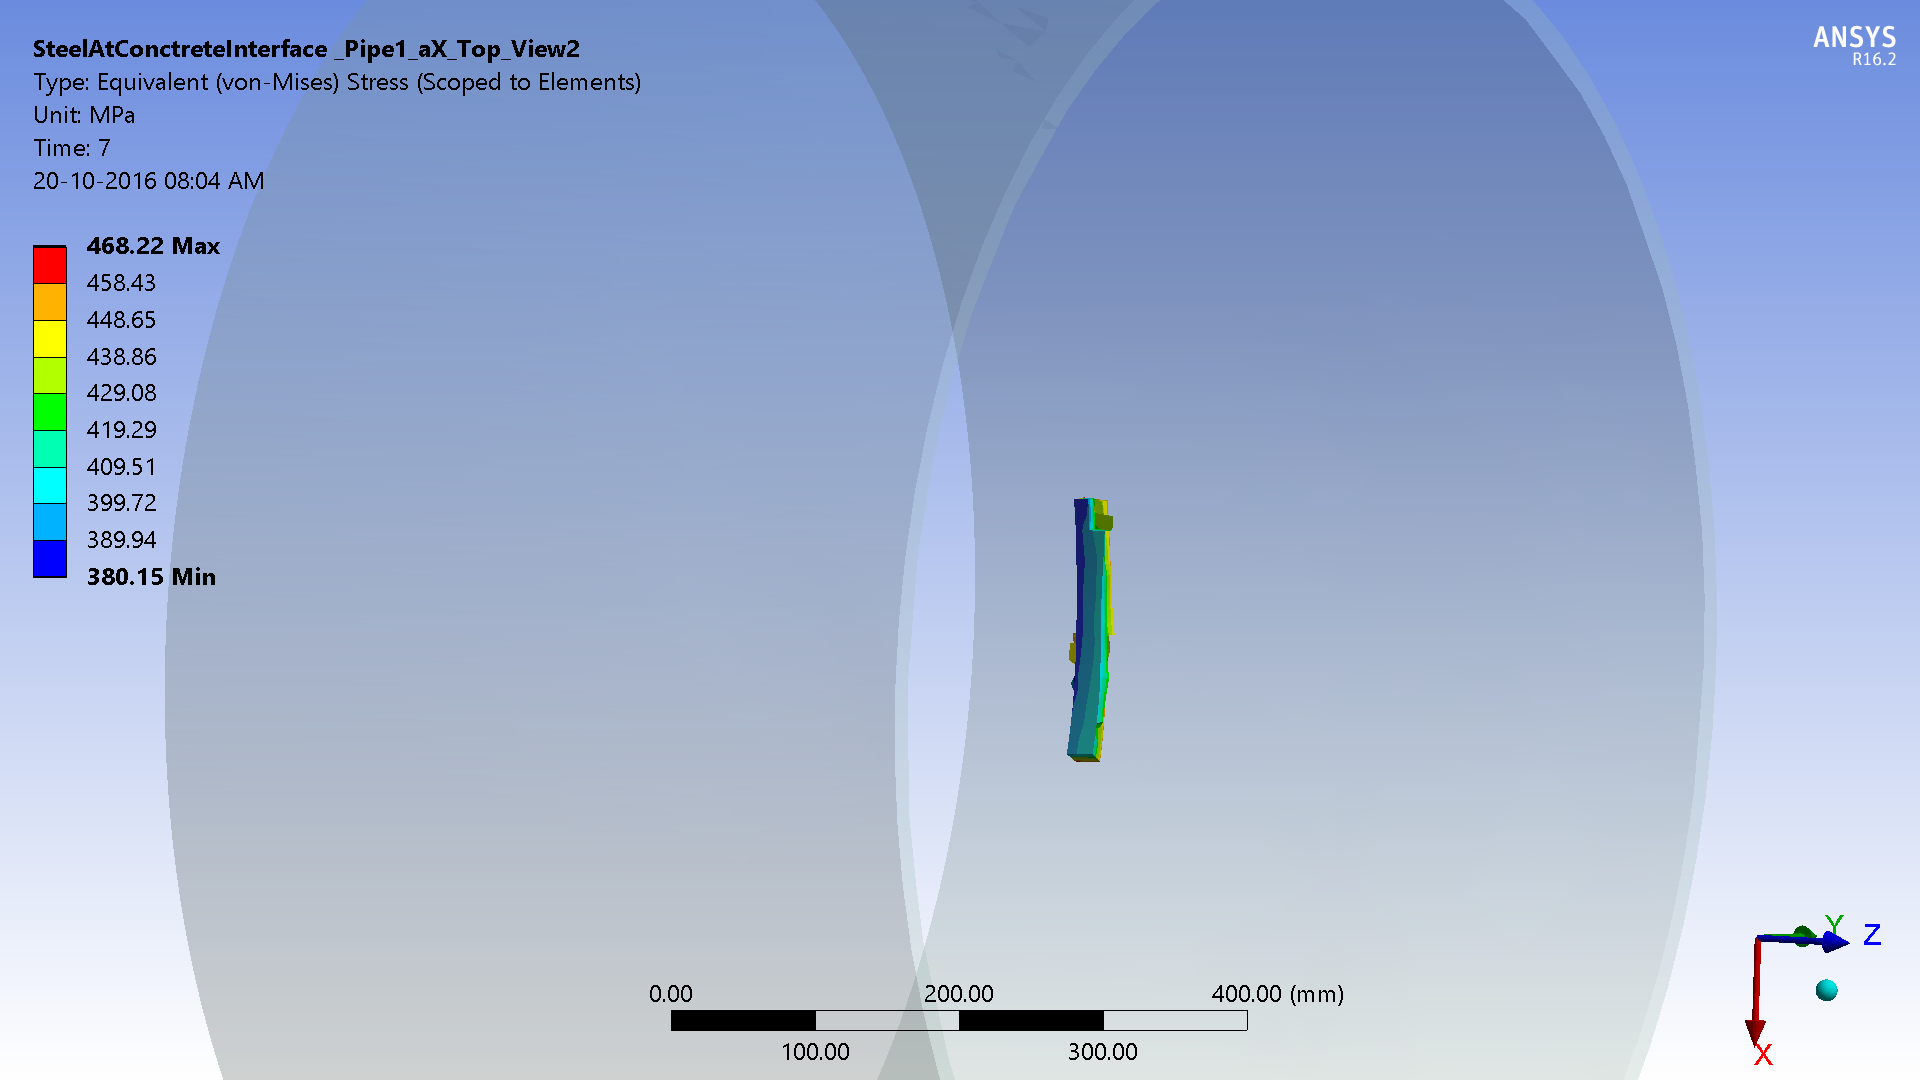 SteelAtConctreteInterface _Pipe1_aX_Top_View2
Type: Equivalent (von-Mises) Stress (Scoped to Elements)
Unit: MPa
Time: 7
20-10-2016 08:04 AM
ANSYS
R16.2
468.22 Max
458.43
448.65
438.86
429.08
419.29
409.51
399.72
389.94
380.15 Min
0.00 200.00 400.00 (mm)
100.00 300.00
Y
Z
X